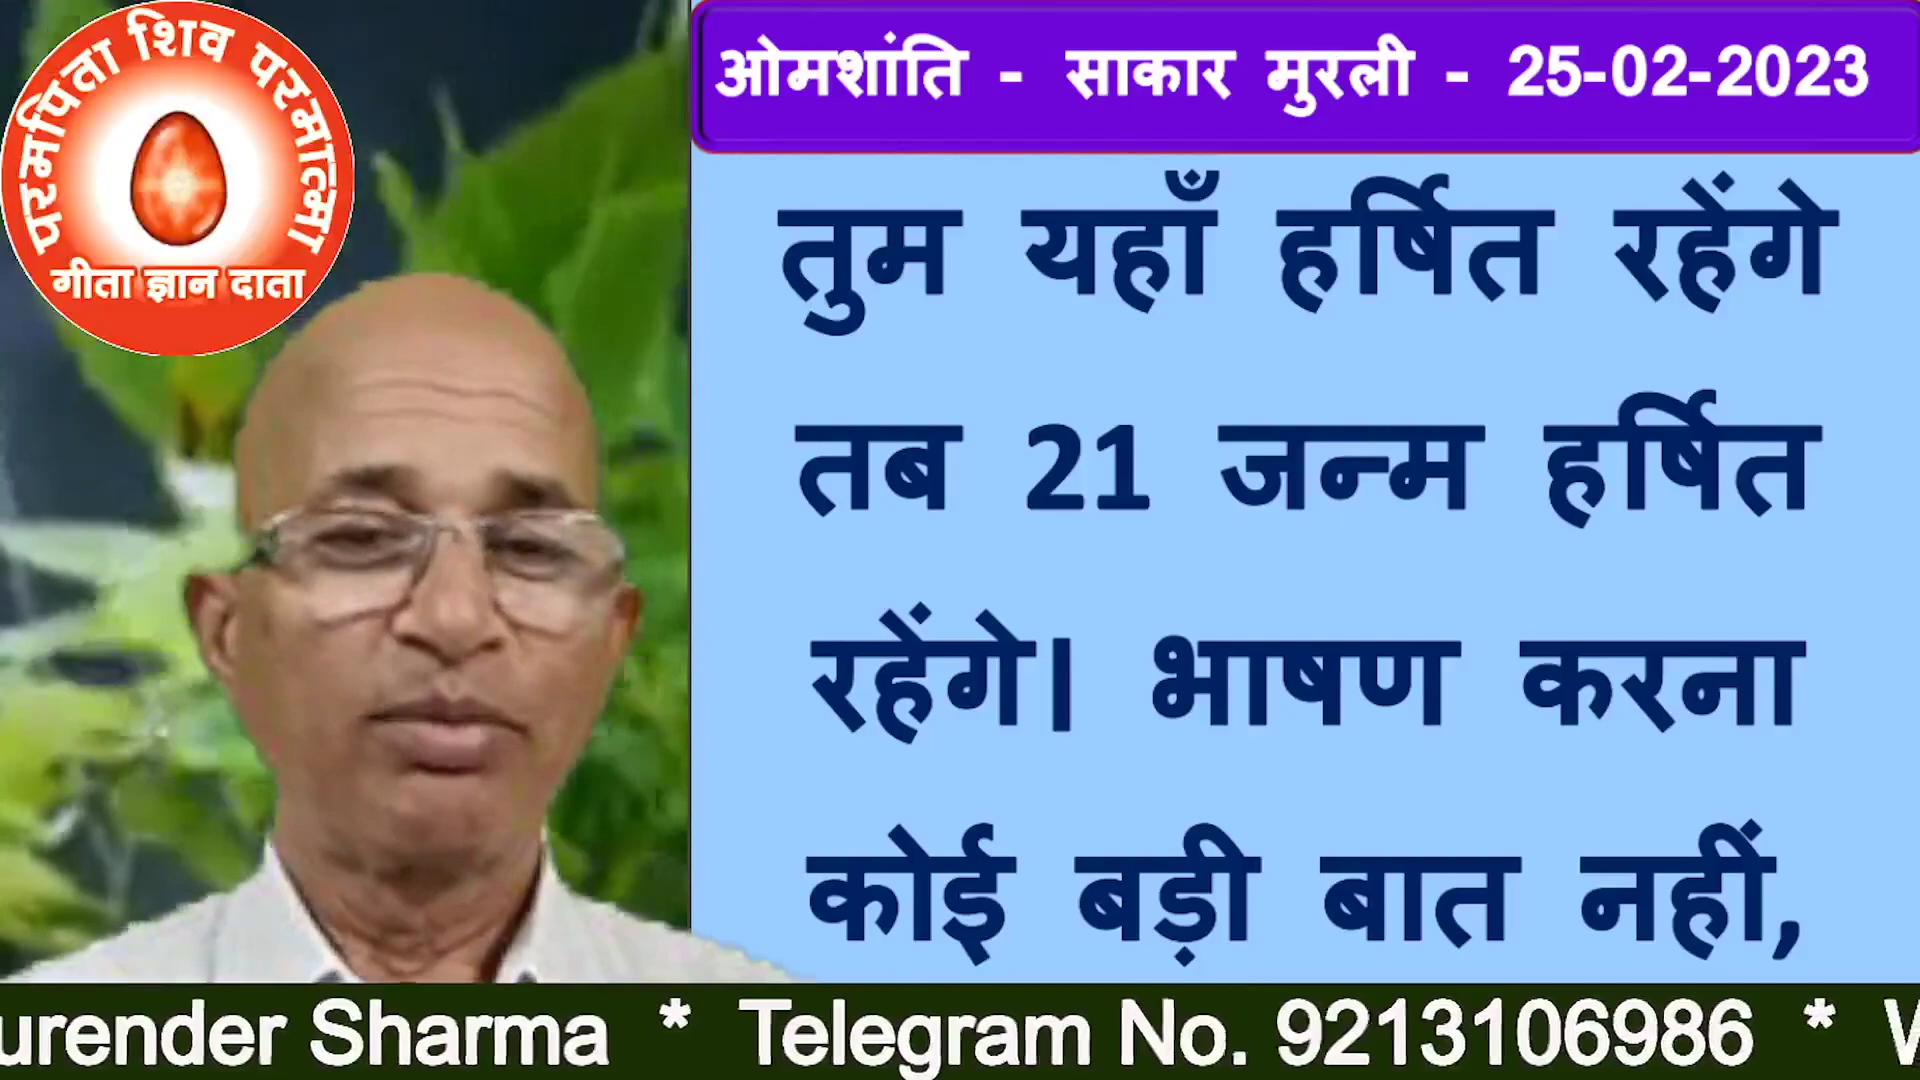 परमपिता शिव परमात्मा
गीता ज्ञान दाता
ओमशांति - साकार मुरली - 25-02-2023
तुम यहाँ हर्षित रहेंगे
तब 21 जन्म हर्षित
रहेंगे। भाषण करना
कोई बड़ी बात नहीं,
urender Sharma * Telegram No. 9213106986 *